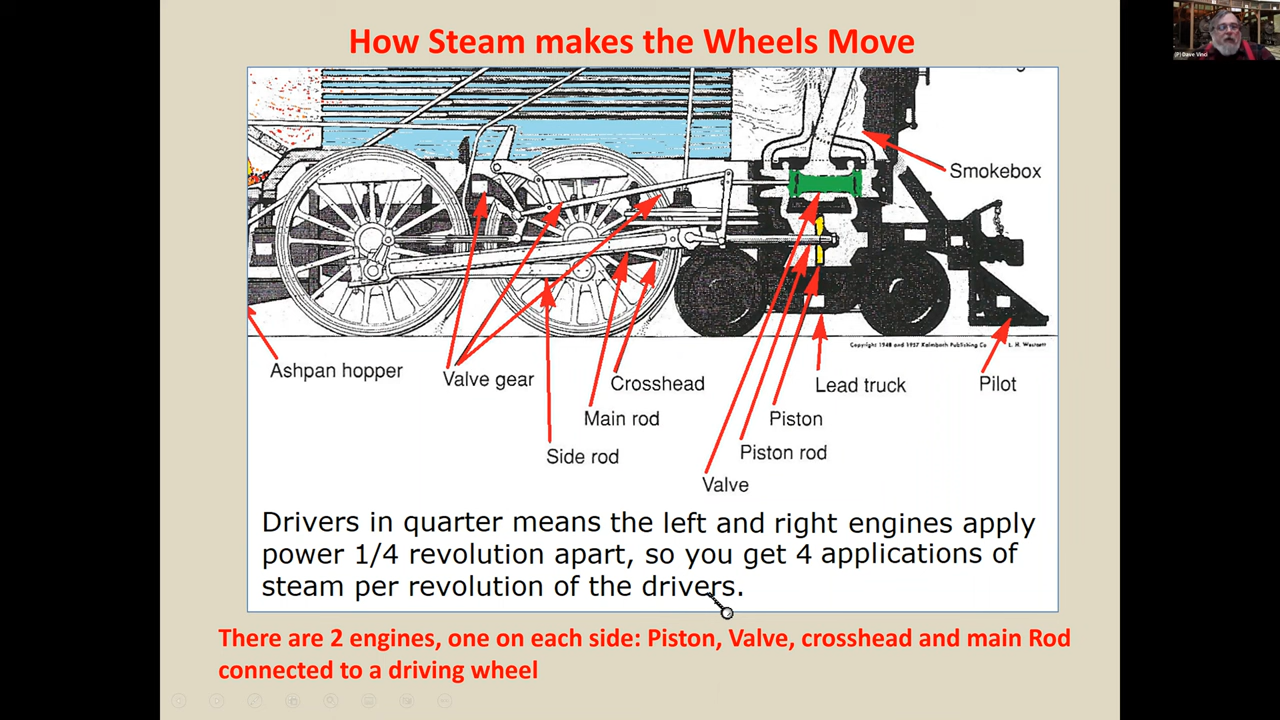 How Steam makes the Wheels Move
(P) Dave Vinci
Smokebox
Copyright 1948 and 1957 Kalmbach Publishing Co
L. H. Westcott
Ashpan hopper
Valve gear
Crosshead
Lead truck
Pilot
Main rod
Piston
Side rod
Piston rod
Valve
Drivers in quarter means the left and right engines apply
power 1/4 revolution apart, so you get 4 applications of
steam per revolution of the drivers.
There are 2 engines, one on each side: Piston, Valve, crosshead and main Rod
connected to a driving wheel